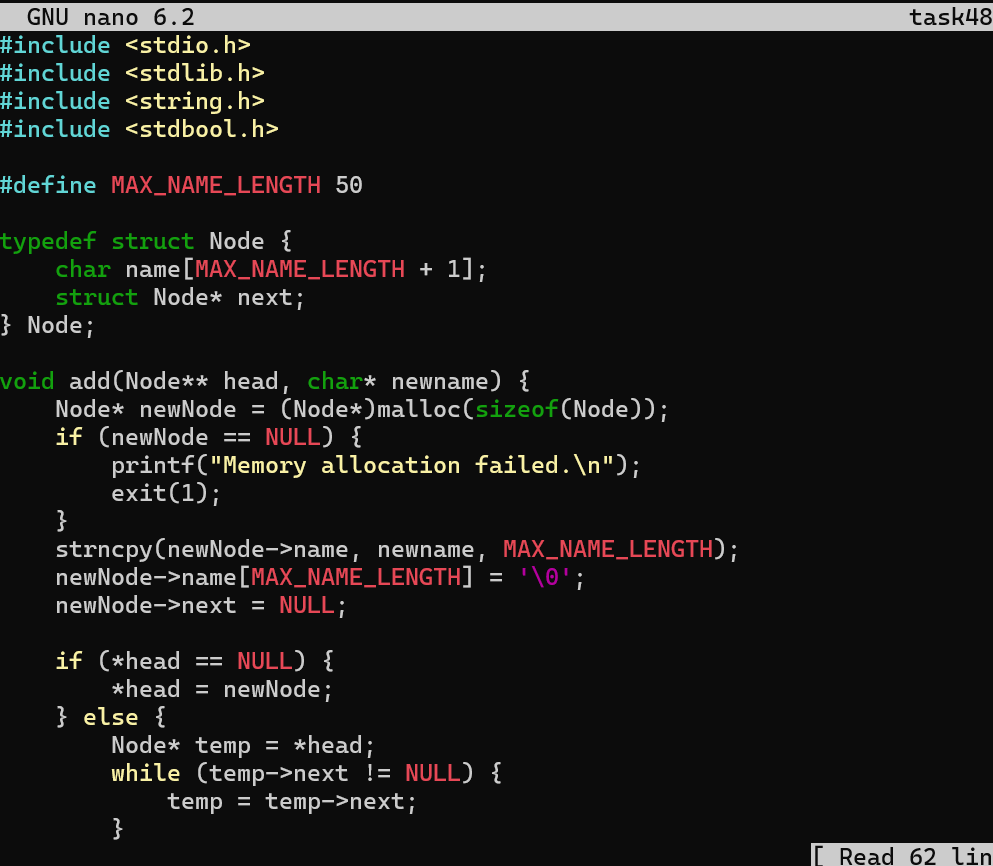 GNU nano 6.2 task48
#include <stdio.h>
#include <stdlib.h>
#include <string.h>
#include <stdbool.h>
#define MAX_NAME_LENGTH 50
typedef struct Node {
    char name[MAX_NAME_LENGTH + 1];
    struct Node* next;
} Node;
void add(Node** head, char* newname) {
    Node* newNode = (Node*)malloc(sizeof(Node));
    if (newNode == NULL) {
        printf("Memory allocation failed.\n");
        exit(1);
    }
    strncpy(newNode->name, newname, MAX_NAME_LENGTH);
    newNode->name[MAX_NAME_LENGTH] = '\0';
    newNode->next = NULL;
    if (*head == NULL) {
        *head = newNode;
    } else {
        Node* temp = *head;
        while (temp->next != NULL) {
            temp = temp->next;
        }
[ Read 62 lin